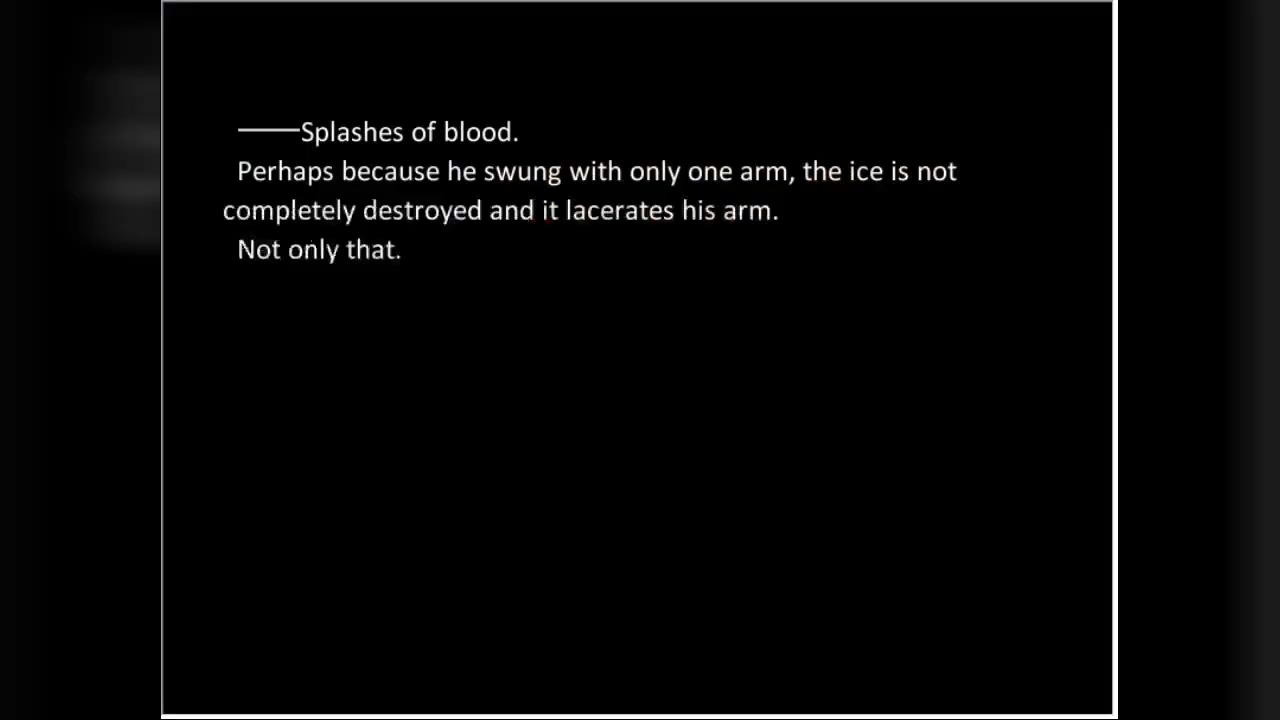 ───Splashes of blood.
Perhaps because he swung with only one arm, the ice is not
completely destroyed and it lacerates his arm.
Not only that.